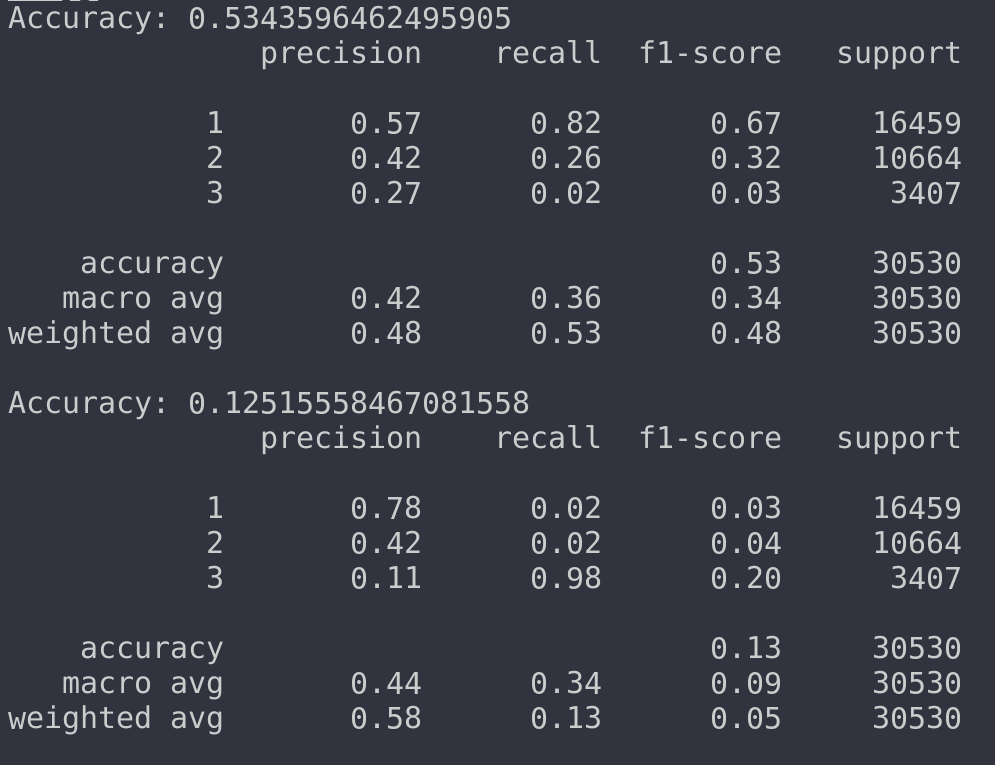 Accuracy: 0.5343596462495905
precision recall f1-score support
1 0.57 0.82 0.67 16459
2 0.42 0.26 0.32 10664
3 0.27 0.02 0.03 3407
accuracy 0.53 30530
macro avg 0.42 0.36 0.34 30530
weighted avg 0.48 0.53 0.48 30530
Accuracy: 0.12515558467081558
precision recall f1-score support
1 0.78 0.02 0.03 16459
2 0.42 0.02 0.04 10664
3 0.11 0.98 0.20 3407
accuracy 0.13 30530
macro avg 0.44 0.34 0.09 30530
weighted avg 0.58 0.13 0.05 30530